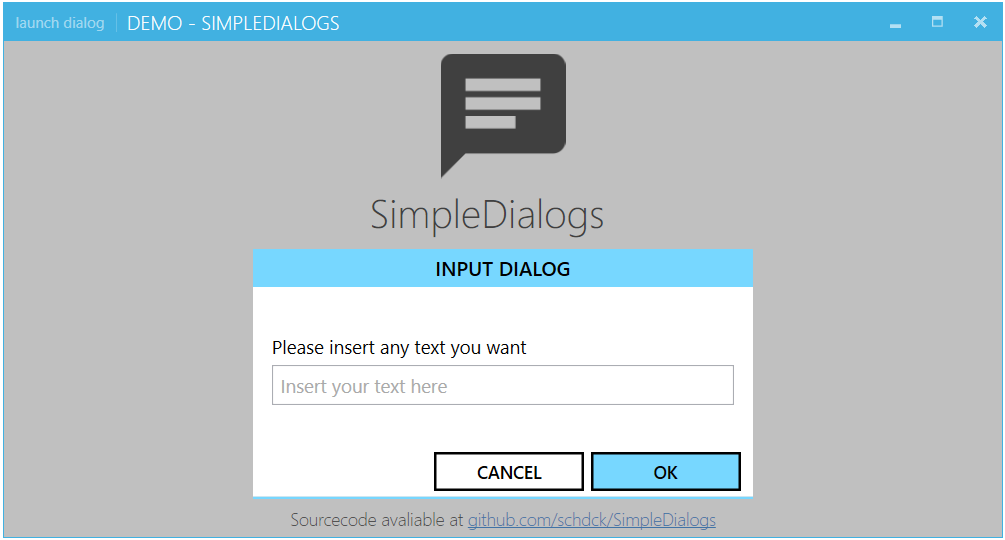 launch dialog DEMO - SIMPLEDIALOGS
SimpleDialogs
INPUT DIALOG
Please insert any text you want
Insert your text here
CANCEL OK
Sourcecode avaliable at github.com/schdck/SimpleDialogs